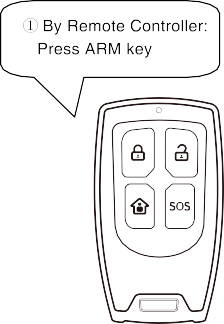 ① By Remote Controller:
Press ARM key
SOS